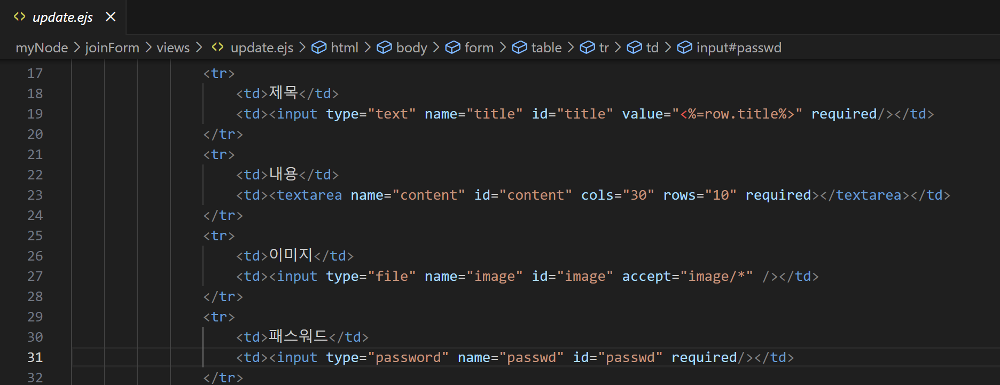 update.ejs
myNode > joinForm > views > update.ejs > html > body > form > table > tr > td > input#passwd
17 <tr>
18 <td>제목</td>
19 <td><input type="text" name="title" id="title" value="<%=row.title%>" required/></td>
20 </tr>
21 <tr>
22 <td>내용</td>
23 <td><textarea name="content" id="content" cols="30" rows="10" required></textarea></td>
24 </tr>
25 <tr>
26 <td>이미지</td>
27 <td><input type="file" name="image" id="image" accept="image/*" /></td>
28 </tr>
29 <tr>
30 <td>패스워드</td>
31 <td><input type="password" name="passwd" id="passwd" required/></td>
32 </tr>